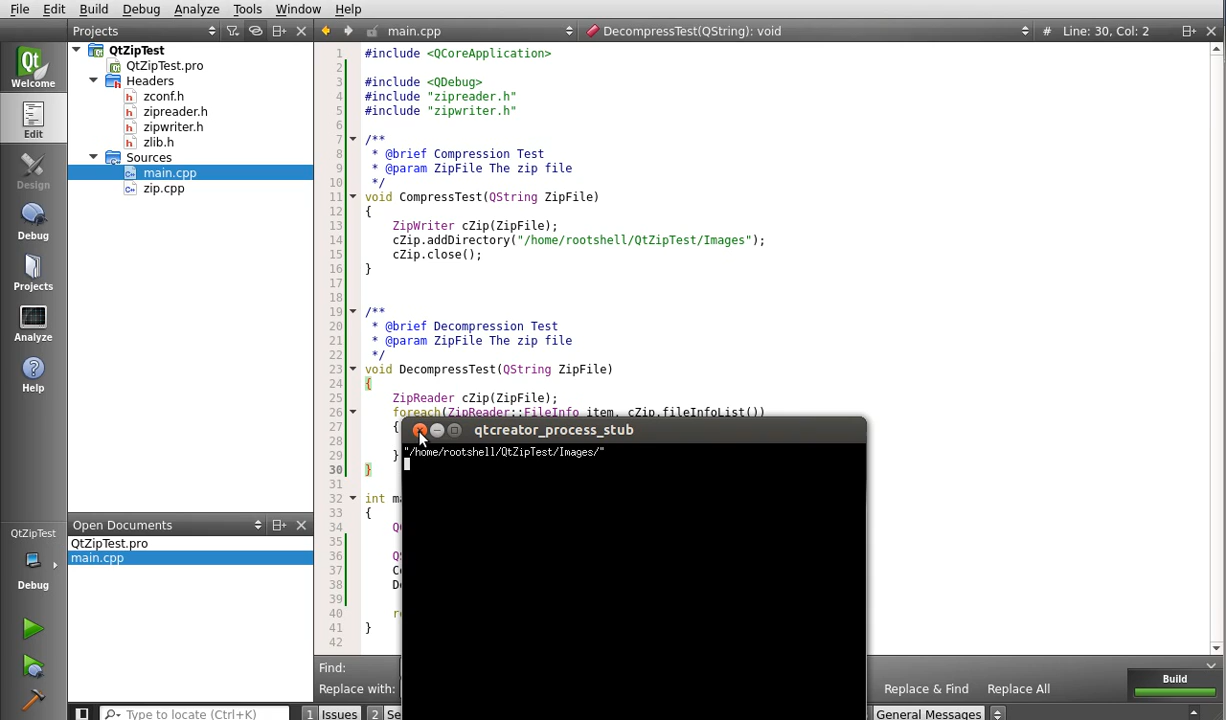 File Edit Build Debug Analyze Tools Window Help
Projects
main.cpp
DecompressTest(QString): void
# Line: 30, Col: 2
Welcome
Edit
Design
Debug
Projects
Analyze
Help
QtZipTest
Debug
QtZipTest
QtZipTest.pro
Headers
zconf.h
zipreader.h
zipwriter.h
zlib.h
Sources
main.cpp
zip.cpp
Open Documents
QtZipTest.pro
main.cpp
1 #include <QCoreApplication>
2
3 #include <QDebug>
4 #include "zipreader.h"
5 #include "zipwriter.h"
6
7 /**
8 * @brief Compression Test
9 * @param ZipFile The zip file
10 */
11 void CompressTest(QString ZipFile)
12 {
13 ZipWriter cZip(ZipFile);
14 cZip.addDirectory("/home/rootshell/QtZipTest/Images");
15 cZip.close();
16 }
17
18
19 /**
20 * @brief Decompression Test
21 * @param ZipFile The zip file
22 */
23 void DecompressTest(QString ZipFile)
24 {
25 ZipReader cZip(ZipFile);
26 foreach(ZipReader::FileInfo item, cZip.fileInfoList())
27 {
28
29 }
30 }
31
32 int
33 {
34
35
36
37
38
39
40
41 }
42
qtcreator_process_stub
"/home/rootshell/QtZipTest/Images/"
Find:
Replace with:
Replace & Find Replace All
Build
Type to locate (Ctrl+K)
1 Issues
2
General Messages